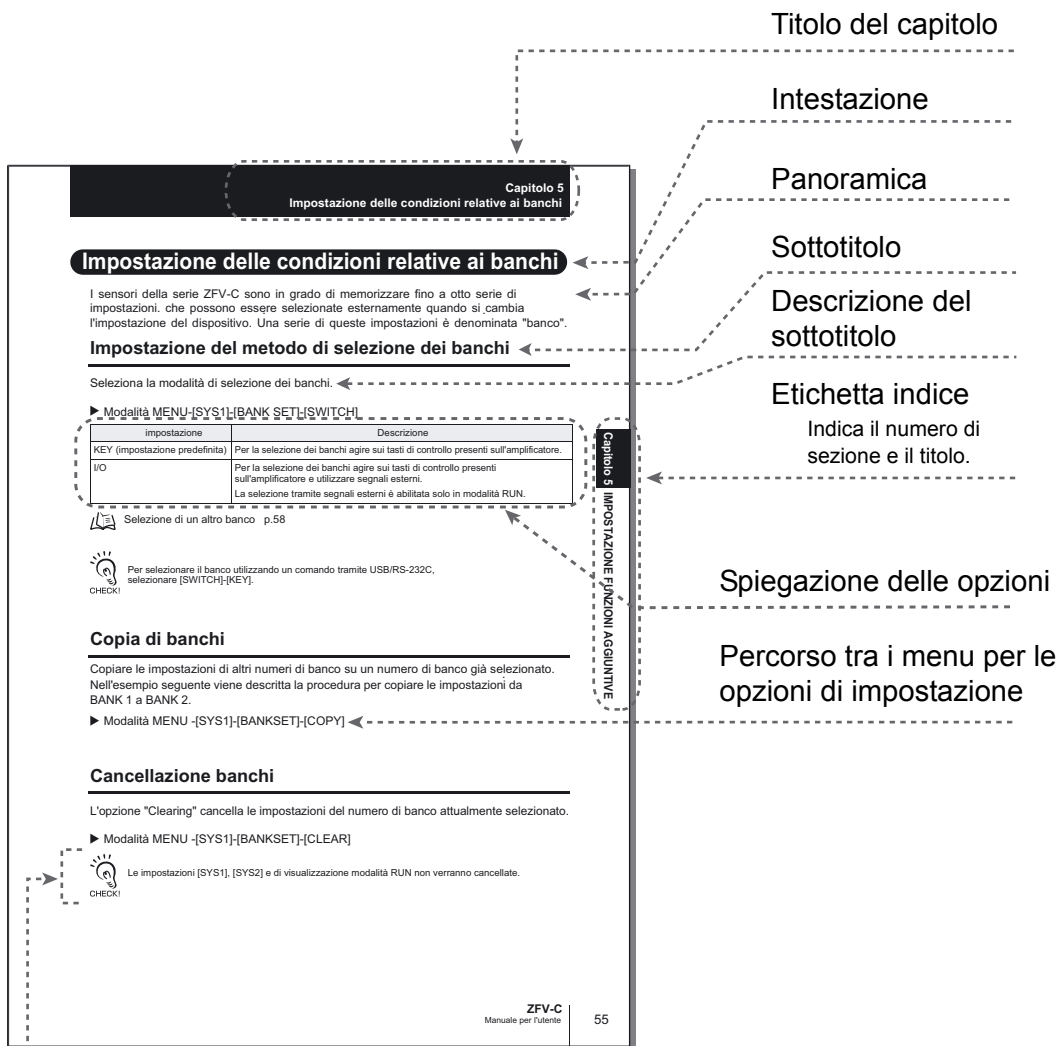 Titolo del capitolo
Intestazione
Panoramica
Sottotitolo
Descrizione del
sottotitolo
Etichetta indice
Indica il numero di
sezione e il titolo.
Spiegazione delle opzioni
Percorso tra i menu per le
opzioni di impostazione
Capitolo 5
Impostazione delle condizioni relative ai banchi
Impostazione delle condizioni relative ai banchi
I sensori della serie ZFV-C sono in grado di memorizzare fino a otto serie di
impostazioni. che possono essere selezionate esternamente quando si cambia
l'impostazione del dispositivo. Una serie di queste impostazioni è denominata "banco".
Impostazione del metodo di selezione dei banchi
Seleziona la modalità di selezione dei banchi.
▶ Modalità MENU-[SYS1]-[BANK SET]-[SWITCH]
impostazione Descrizione
KEY (impostazione predefinita) Per la selezione dei banchi agire sui tasti di controllo presenti sull'amplificatore.
I/O Per la selezione dei banchi agire sui tasti di controllo presenti
sull'amplificatore e utilizzare segnali esterni.
La selezione tramite segnali esterni è abilitata solo in modalità RUN.
Selezione di un altro banco p.58
Per selezionare il banco utilizzando un comando tramite USB/RS-232C,
selezionare [SWITCH]-[KEY].
CHECK!
Copia di banchi
Copiare le impostazioni di altri numeri di banco su un numero di banco già selezionato.
Nell'esempio seguente viene descritta la procedura per copiare le impostazioni da
BANK 1 a BANK 2.
▶ Modalità MENU -[SYS1]-[BANKSET]-[COPY]
Cancellazione banchi
L'opzione "Clearing" cancella le impostazioni del numero di banco attualmente selezionato.
▶ Modalità MENU -[SYS1]-[BANKSET]-[CLEAR]
Le impostazioni [SYS1], [SYS2] e di visualizzazione modalità RUN non verranno cancellate.
CHECK!
Capitolo 5 IMPOSTAZIONE FUNZIONI AGGIUNTIVE
ZFV-C
Manuale per l'utente 55